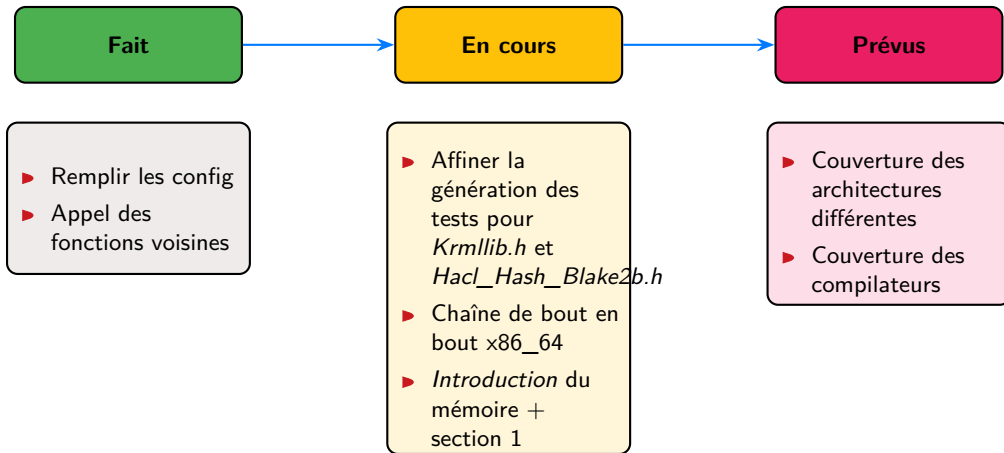 Fait
En cours
Prévus
Remplir les config
Appel des
fonctions voisines
Affiner la
génération des
tests pour
Krmllib.h et
Hacl_Hash_Blake2b.h
Chaîne de bout en
bout x86_64
Introduction du
mémoire +
section 1
Couverture des
architectures
différentes
Couverture des
compilateurs